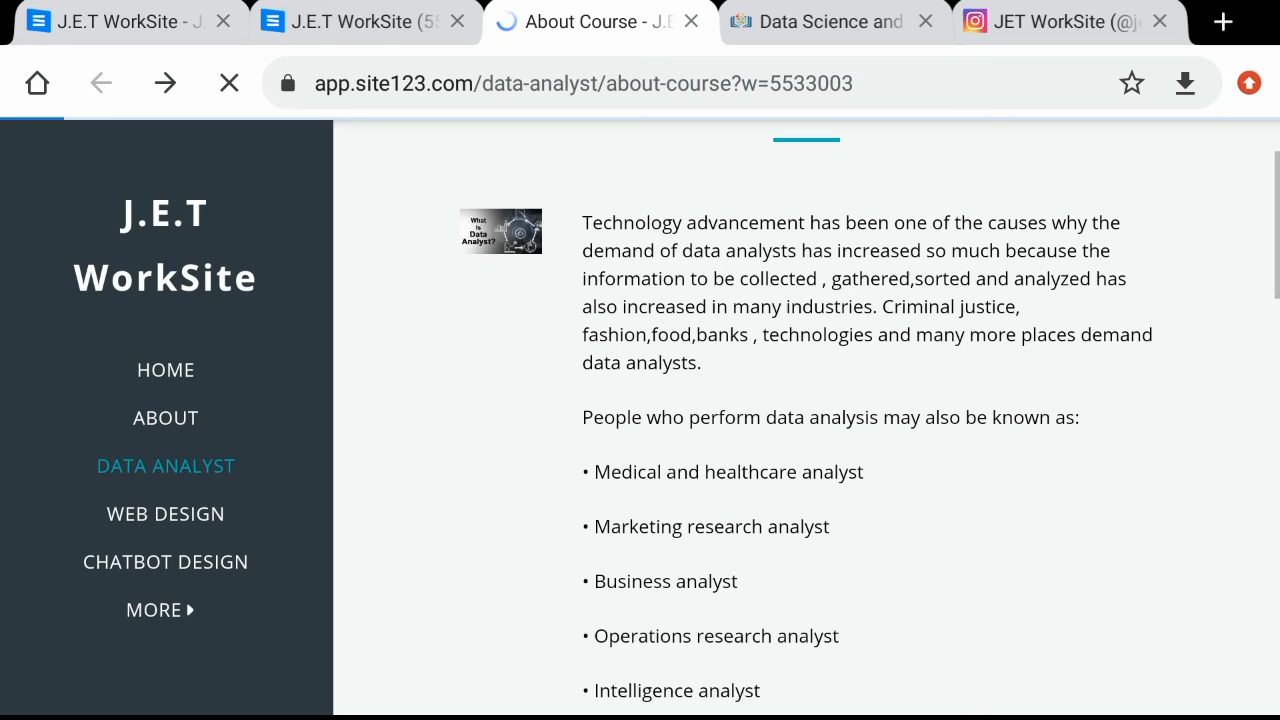 J.E.T WorkSite - J
J.E.T WorkSite (5
About Course - J.E
Data Science and
JET WorkSite (@j
app.site123.com/data-analyst/about-course?w=5533003
J.E.T
WorkSite
HOME
ABOUT
DATA ANALYST
WEB DESIGN
CHATBOT DESIGN
MORE
What
is
Data
Analyst?
Technology advancement has been one of the causes why the
demand of data analysts has increased so much because the
information to be collected , gathered,sorted and analyzed has
also increased in many industries. Criminal justice,
fashion,food,banks , technologies and many more places demand
data analysts.
People who perform data analysis may also be known as:
• Medical and healthcare analyst
• Marketing research analyst
• Business analyst
• Operations research analyst
• Intelligence analyst